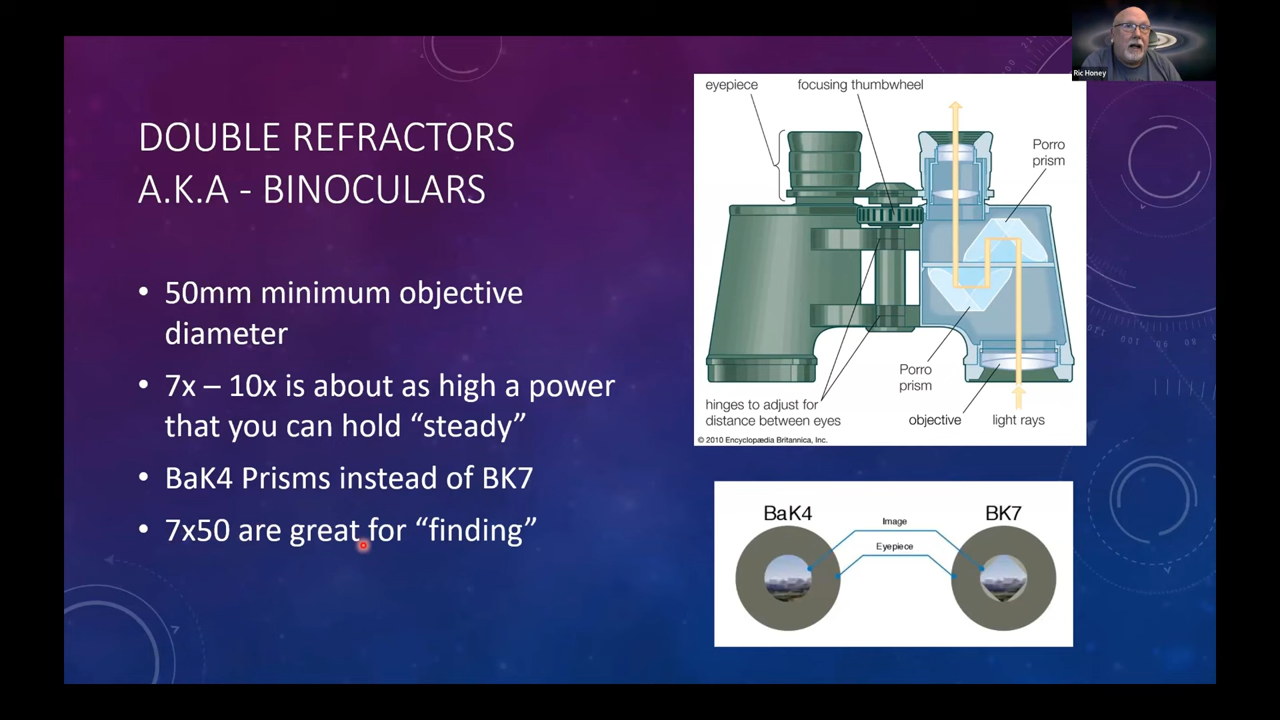 Ric Honey
DOUBLE REFRACTORS
A.K.A - BINOCULARS
• 50mm minimum objective
diameter
• 7x – 10x is about as high a power
that you can hold “steady”
• BaK4 Prisms instead of BK7
• 7x50 are great for “finding”
eyepiece
focusing thumbwheel
Porro
prism
Porro
prism
hinges to adjust for
distance between eyes
objective
light rays
© 2010 Encyclopædia Britannica, Inc.
BaK4
BK7
Image
Eyepiece